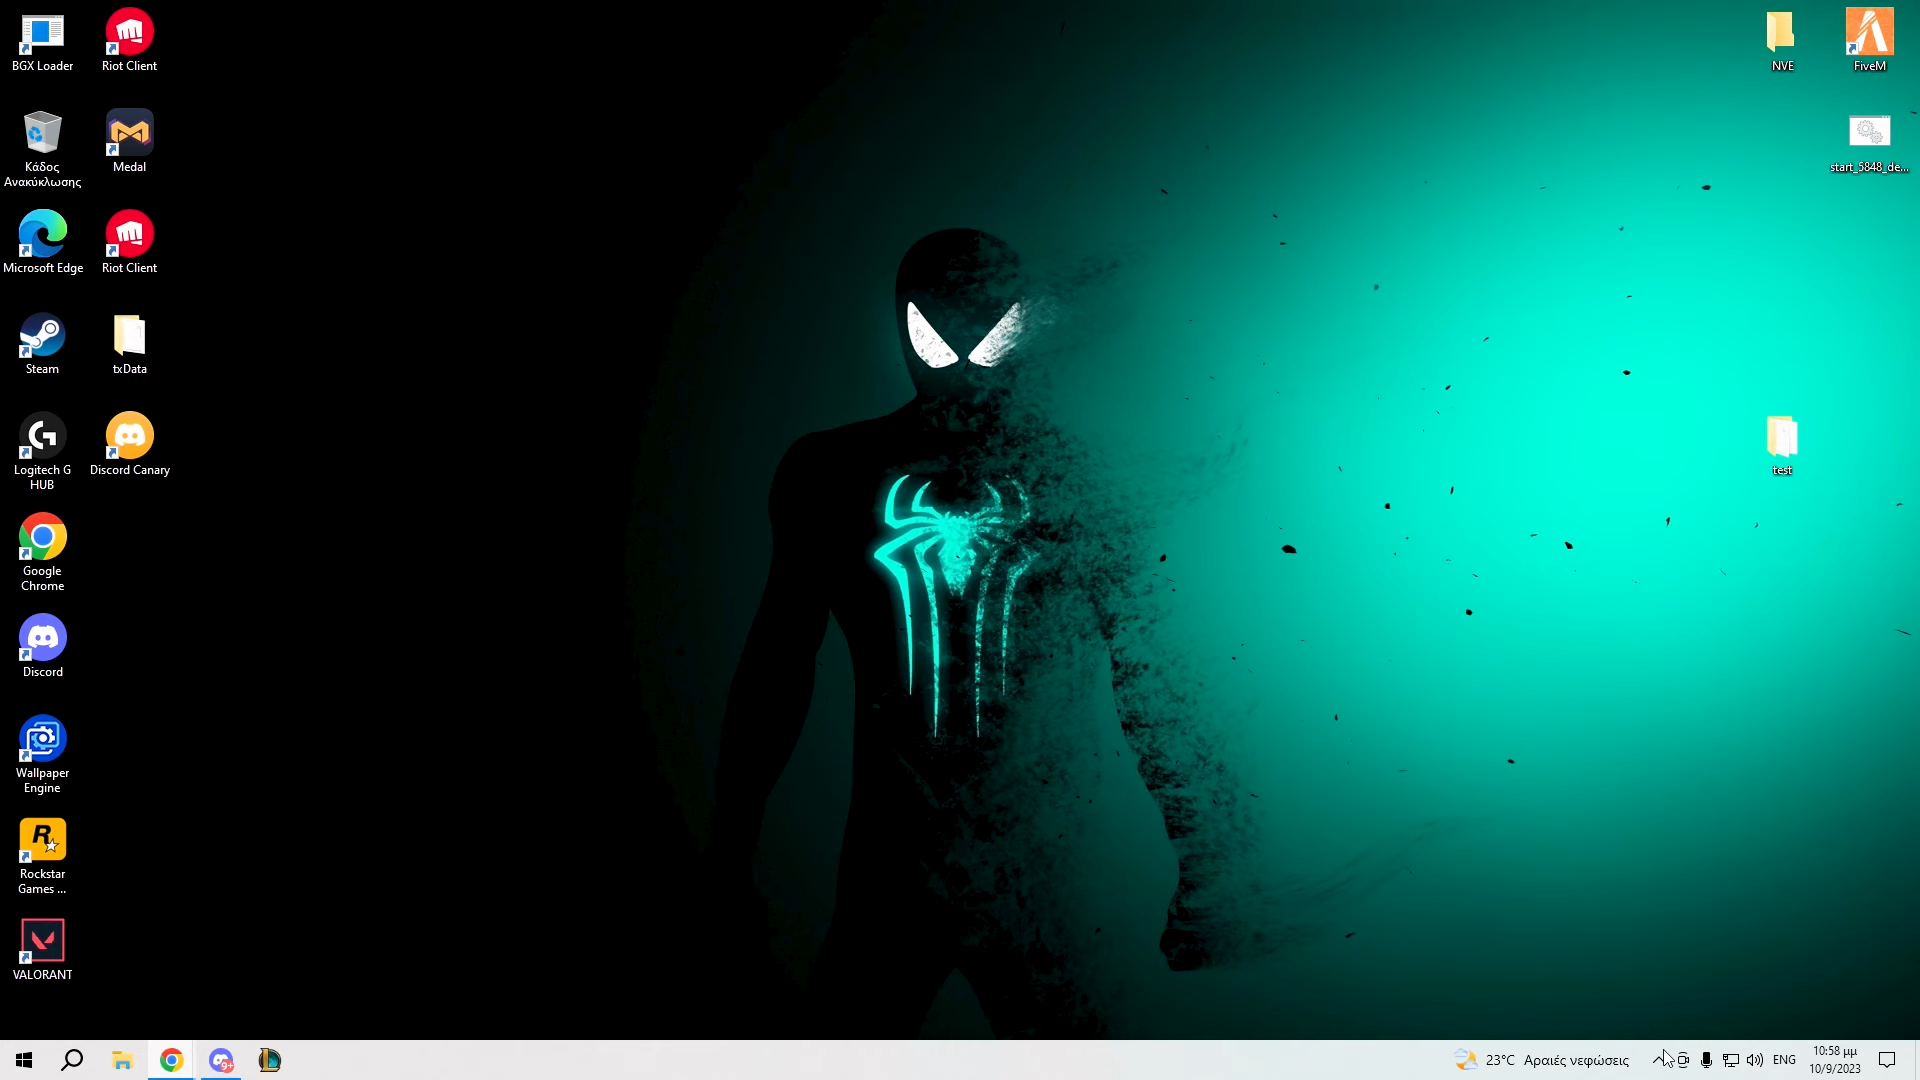 BGX Loader
Riot Client
Κάδος
Ανακύκλωσης
Medal
Microsoft Edge
Riot Client
Steam
txData
Logitech G
HUB
Discord Canary
Google
Chrome
Discord
Wallpaper
Engine
Rockstar
Games ...
VALORANT
NVE
FiveM
start_5848_de...
test
9+
23°C Αραιές νεφώσεις
ENG
10:58 μμ
10/9/2023